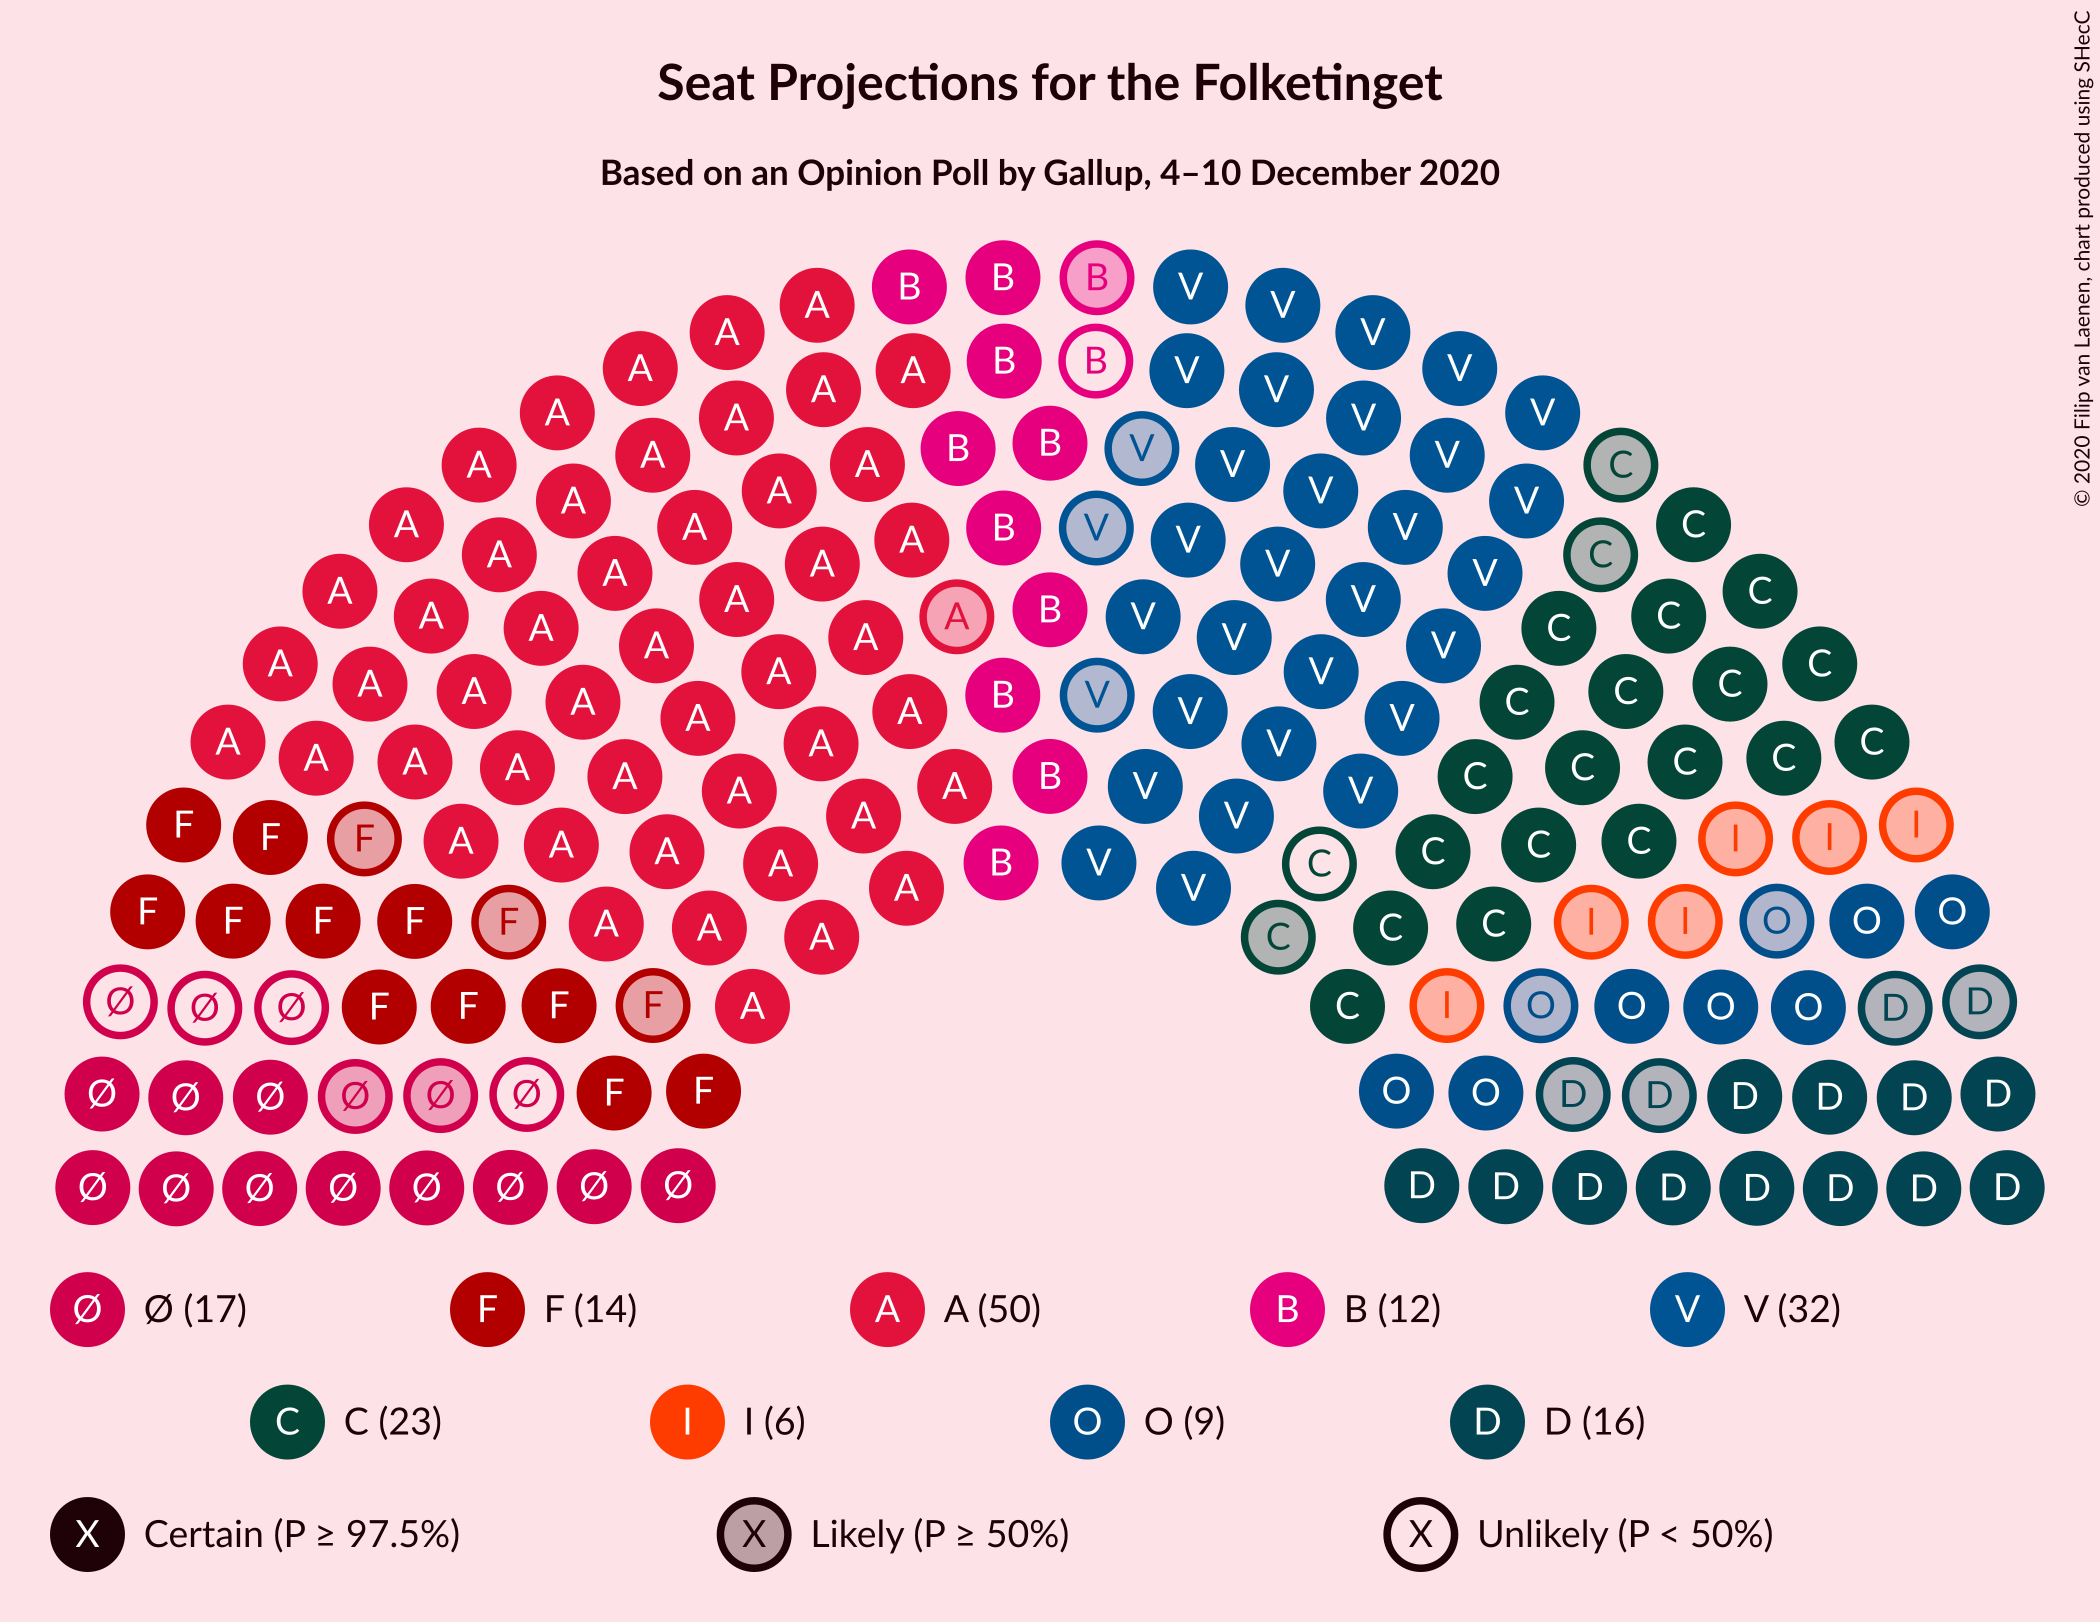 Seat Projections for the Folketinget
Based on an Opinion Poll by Gallup, 4–10 December 2020
© 2020 Filip van Laenen, chart produced using SHecC
B B B
A V
A V
A B B V V
A A V V
A A V V
A B B V V C
A A A V V V
A A A V V V C
A A B V V V C
A A A V V V C
A A A B V V V C
A A A A V V V C C
A A A V V V C
A A B V C C
A A A A V V V C C
A A A V V V C C
A A A A V V V C C
A A A A B V V C C C
F F F A A A A A B V C C C C I I I
F F F F F A A A A V C C C I I O O O
Ø Ø Ø F F F F A C I O O O O D D
Ø Ø Ø Ø Ø Ø F F O O D D D D D D
Ø Ø Ø Ø Ø Ø Ø Ø D D D D D D D D
Ø Ø (17) F F (14) A A (50) B B (12) V V (32)
C C (23) I I (6) O O (9) D D (16)
X Certain (P ≥ 97.5%) X Likely (P ≥ 50%) X Unlikely (P < 50%)